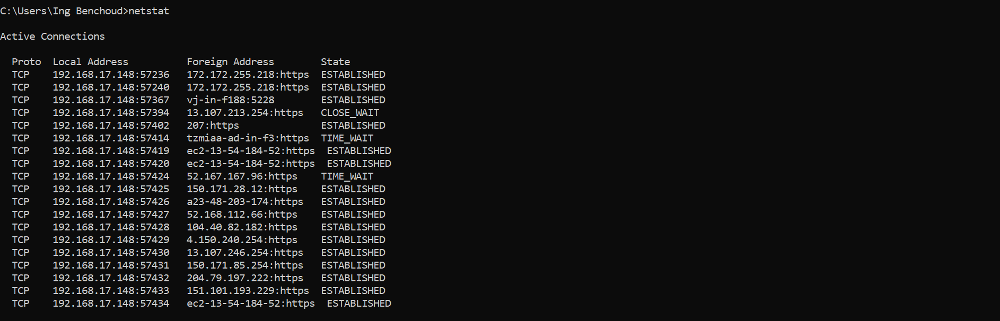 C:\Users\Ing Benchoud>netstat
Active Connections
  Proto  Local Address          Foreign Address        State
  TCP    192.168.17.148:57236   172.172.255.218:https  ESTABLISHED
  TCP    192.168.17.148:57240   172.172.255.218:https  ESTABLISHED
  TCP    192.168.17.148:57367   vj-in-f188:5228        ESTABLISHED
  TCP    192.168.17.148:57394   13.107.213.254:https   CLOSE_WAIT
  TCP    192.168.17.148:57402   207:https              ESTABLISHED
  TCP    192.168.17.148:57414   tzmiaa-ad-in-f3:https  TIME_WAIT
  TCP    192.168.17.148:57419   ec2-13-54-184-52:https  ESTABLISHED
  TCP    192.168.17.148:57420   ec2-13-54-184-52:https  ESTABLISHED
  TCP    192.168.17.148:57424   52.167.167.96:https    TIME_WAIT
  TCP    192.168.17.148:57425   150.171.28.12:https    ESTABLISHED
  TCP    192.168.17.148:57426   a23-48-203-174:https   ESTABLISHED
  TCP    192.168.17.148:57427   52.168.112.66:https    ESTABLISHED
  TCP    192.168.17.148:57428   104.40.82.182:https    ESTABLISHED
  TCP    192.168.17.148:57429   4.150.240.254:https    ESTABLISHED
  TCP    192.168.17.148:57430   13.107.246.254:https   ESTABLISHED
  TCP    192.168.17.148:57431   150.171.85.254:https   ESTABLISHED
  TCP    192.168.17.148:57432   204.79.197.222:https   ESTABLISHED
  TCP    192.168.17.148:57433   151.101.193.229:https  ESTABLISHED
  TCP    192.168.17.148:57434   ec2-13-54-184-52:https  ESTABLISHED